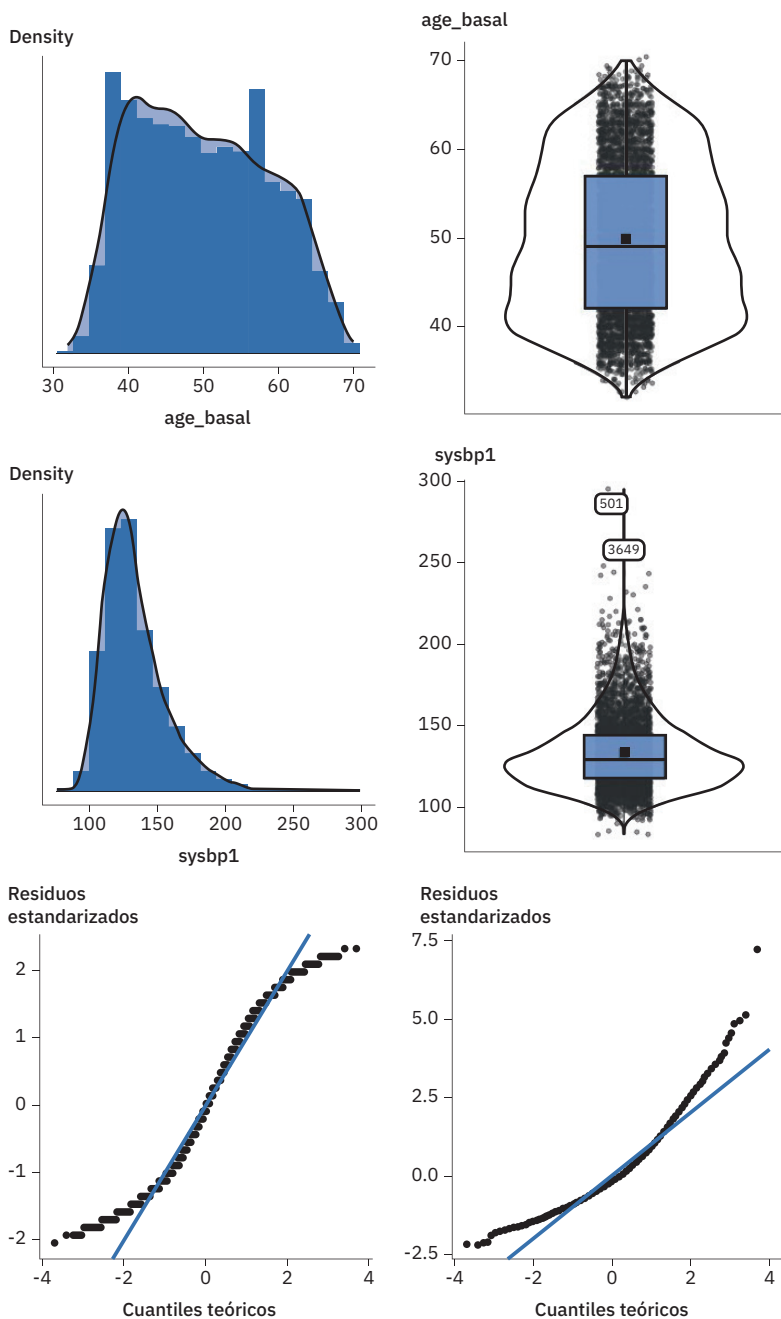 Density
30 40 50 60 70
age_basal
age_basal
70
60
50
40
Density
100 150 200 250 300
sysbp1
sysbp1
300
501
3649
250
200
150
100
Residuos
estandarizados
2
1
0
-1
-2
-4 -2 0 2 4
Cuantiles teóricos
Residuos
estandarizados
7.5
5.0
2.5
0.0
-2.5
-4 -2 0 2 4
Cuantiles teóricos